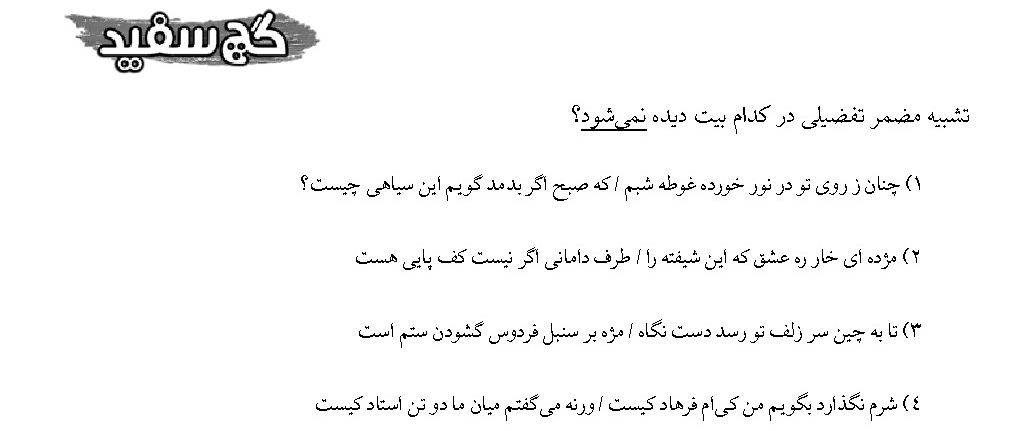 گچ سفید
تشبیه مضمر تفضیلی در کدام بیت دیده نمی‌شود؟
۱) چنان ز روی تو در نور خورده غوطه شبم / که صبح اگر بدمد گویم این سیاهی چیست؟
۲) مژده ای خار ره عشق که این شیفته را / طرف دامانی اگر نیست کف پایی هست
۳) تا به چین سر زلف تو رسد دست نگاه / مژه بر سنبل فردوس گشودن ستم است
۴) شرم نگذارد بگویم من کی‌ام فرهاد کیست / ورنه می‌گفتم میان ما دو تن استاد کیست